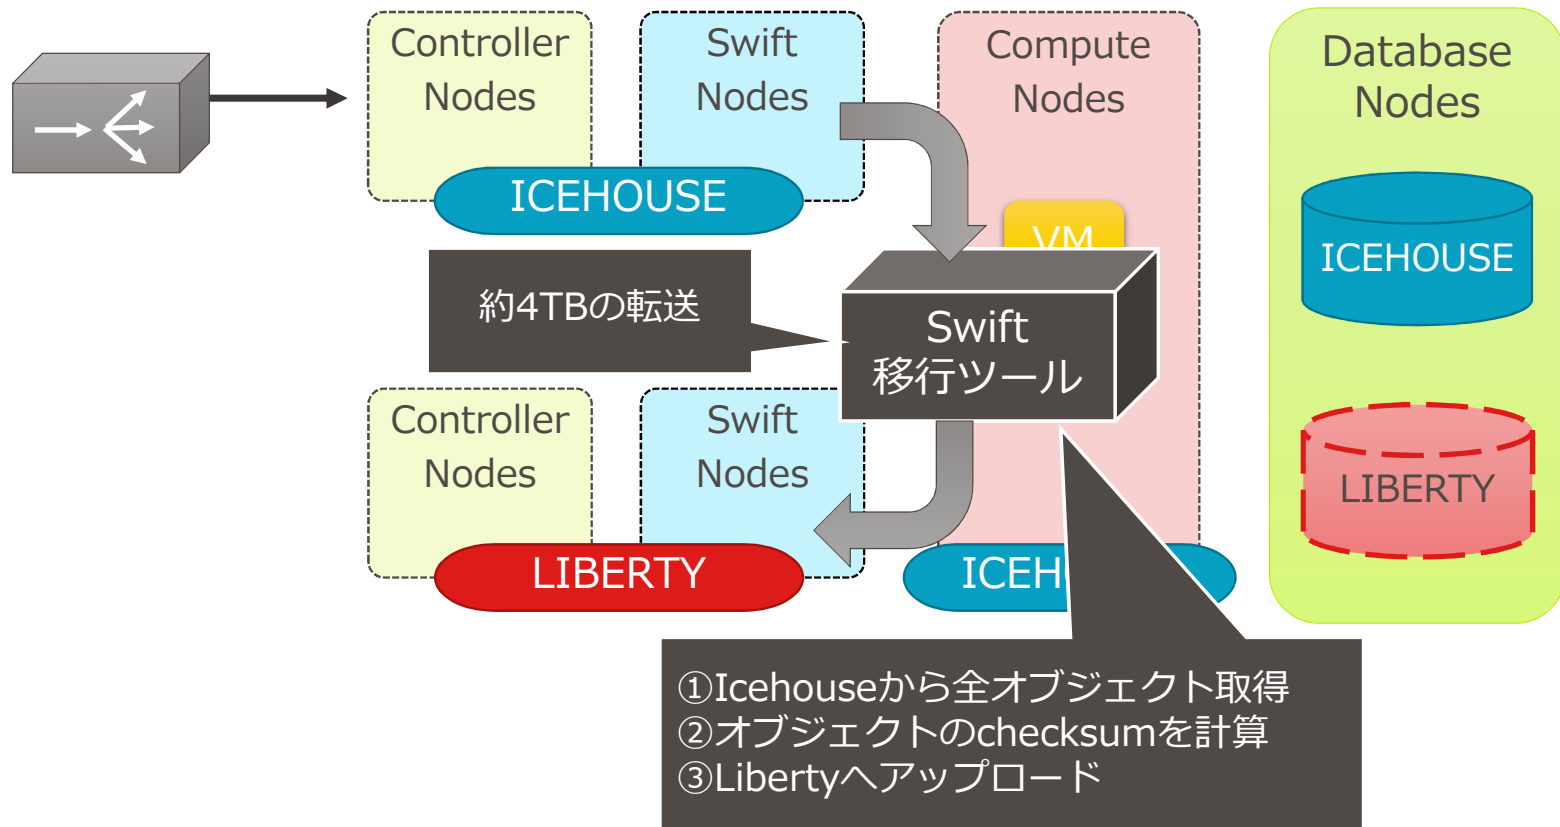 Controller
Nodes
Swift
Nodes
Compute
Nodes
Database
Nodes
ICEHOUSE
VM
ICEHOUSE
約4TBの転送
Swift
移行ツール
Controller
Nodes
Swift
Nodes
LIBERTY
LIBERTY
ICEHO
①Icehouseから全オブジェクト取得
②オブジェクトのchecksumを計算
③Libertyへアップロード